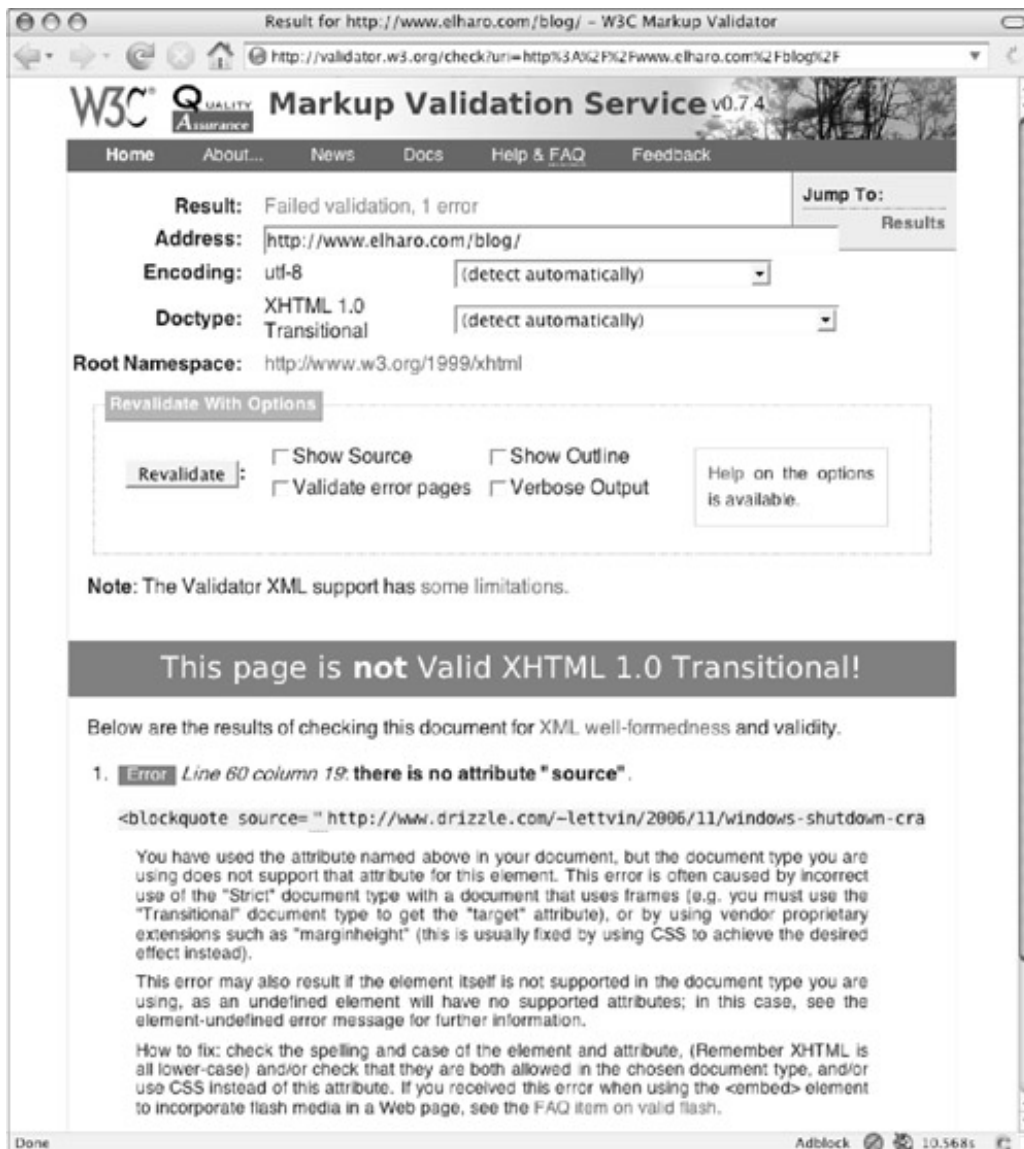 Result for http://www.elharo.com/blog/ – W3C Markup Validator
http://validator.w3.org/check?uri=http%3A%2F%2Fwww.elharo.com%2Fblog%2F
W3C® QUALITY Assurance Markup Validation Service v0.7.4
Home About... News Docs Help & FAQ Feedback
Jump To:
Results
Result: Failed validation, 1 error
Address: http://www.elharo.com/blog/
Encoding: utf-8 (detect automatically)
Doctype: XHTML 1.0 Transitional (detect automatically)
Root Namespace: http://www.w3.org/1999/xhtml
Revalidate With Options
Revalidate :
Show Source Show Outline
Validate error pages Verbose Output
Help on the options
is available.
Note: The Validator XML support has some limitations.
This page is not Valid XHTML 1.0 Transitional!
Below are the results of checking this document for XML well-formedness and validity.
1. Error Line 60 column 19: there is no attribute "source".
<blockquote source="http://www.drizzle.com/~lettvin/2006/11/windows-shutdown-cra
You have used the attribute named above in your document, but the document type you are
using does not support that attribute for this element. This error is often caused by incorrect
use of the "Strict" document type with a document that uses frames (e.g. you must use the
"Transitional" document type to get the "target" attribute), or by using vendor proprietary
extensions such as "marginheight" (this is usually fixed by using CSS to achieve the desired
effect instead).
This error may also result if the element itself is not supported in the document type you are
using, as an undefined element will have no supported attributes; in this case, see the
element-undefined error message for further information.
How to fix: check the spelling and case of the element and attribute, (Remember XHTML is
all lower-case) and/or check that they are both allowed in the chosen document type, and/or
use CSS instead of this attribute. If you received this error when using the <embed> element
to incorporate flash media in a Web page, see the FAQ item on valid flash.
Done Adblock 10.568s